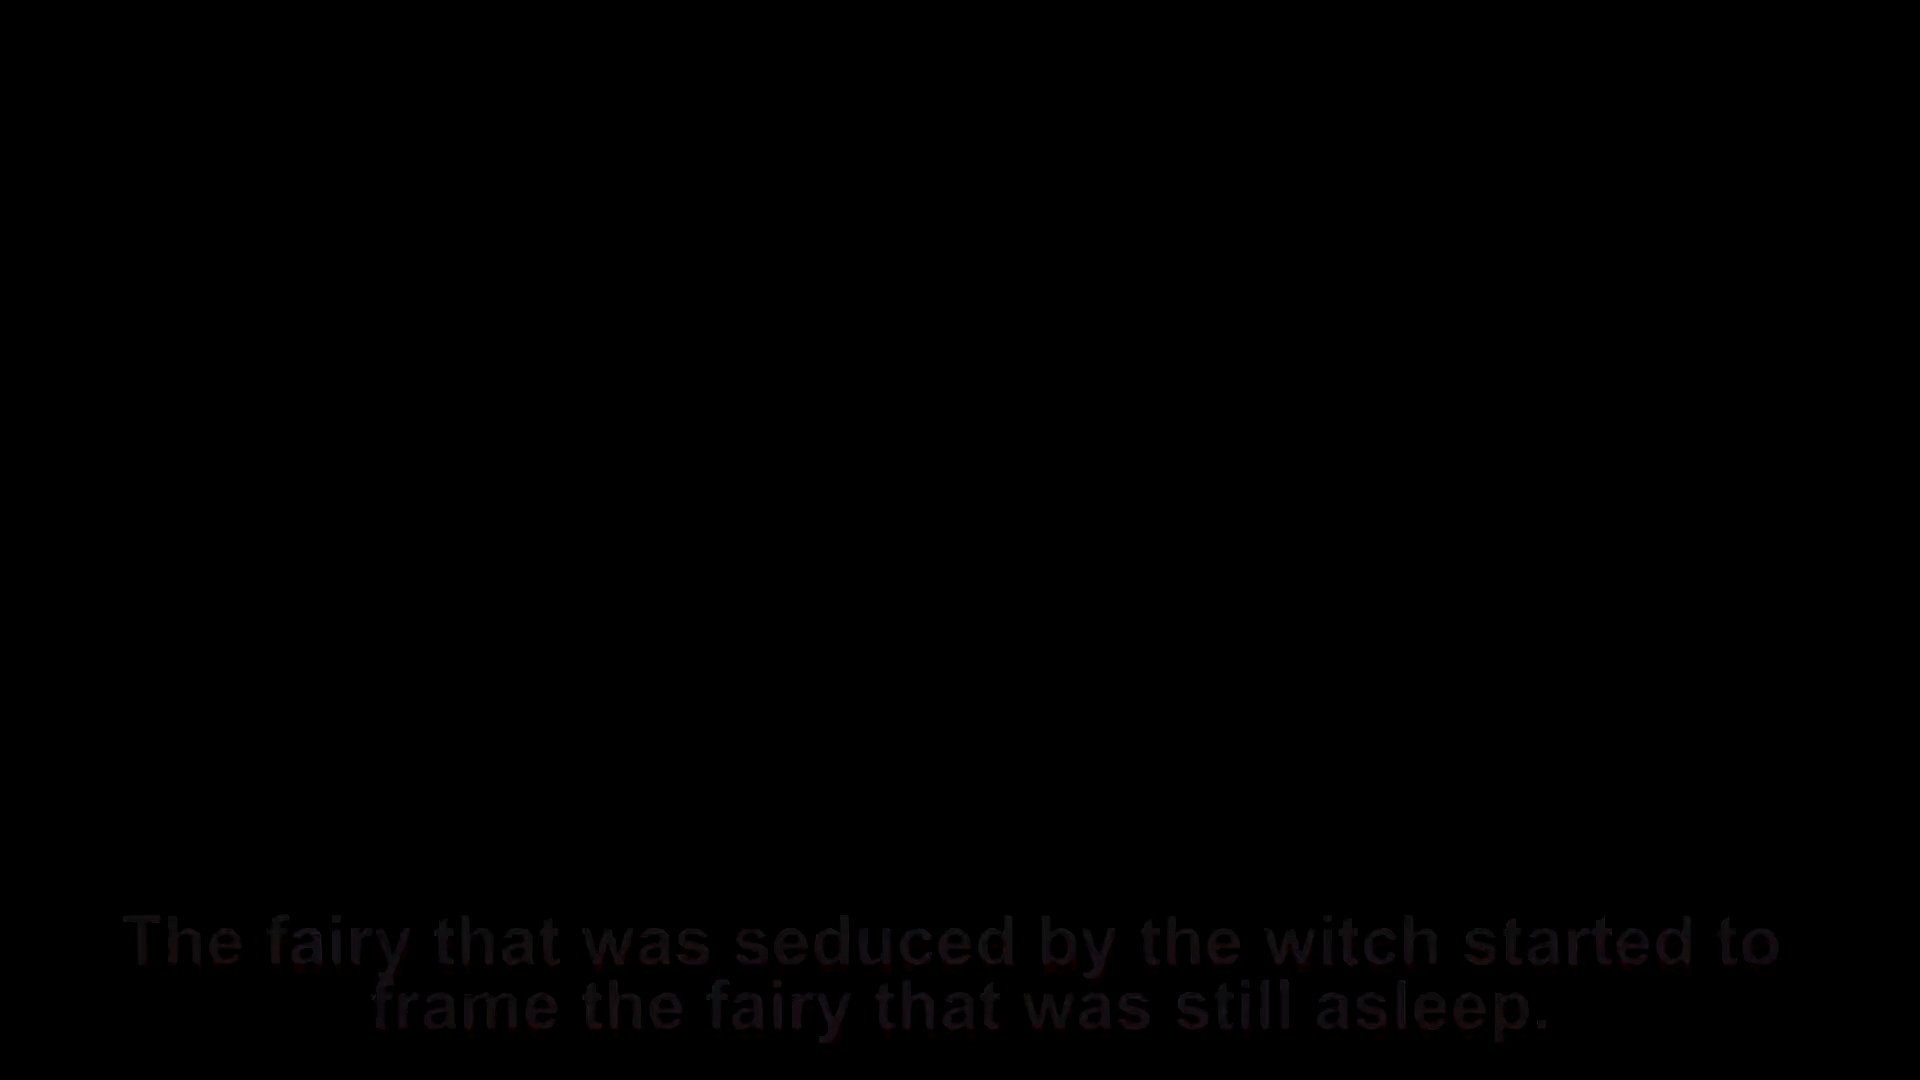 The fairy that was seduced by the witch started to
frame the fairy that was still asleep.